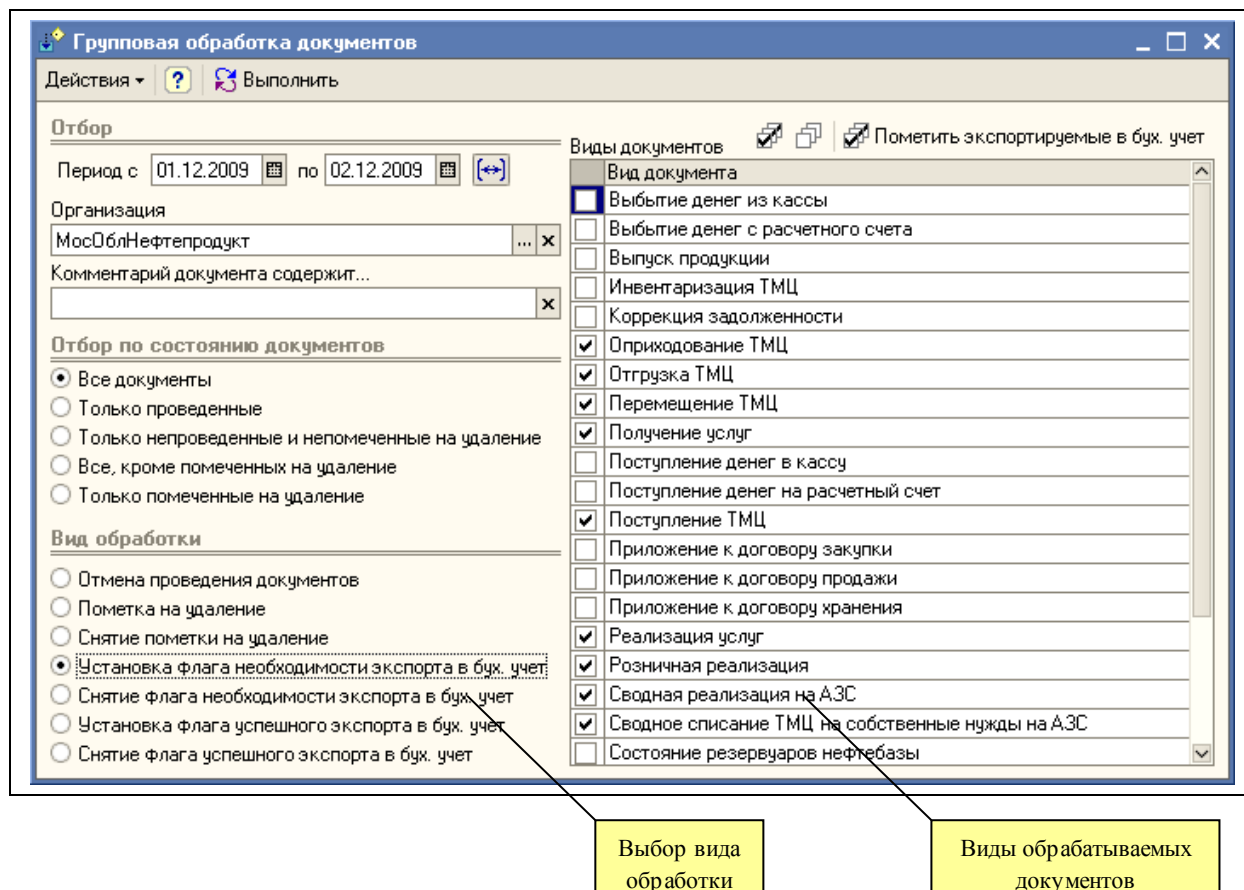 Групповая обработка документов
Действия ? Выполнить
Отбор
Период с 01.12.2009 по 02.12.2009
Организация
МосОблНефтепродукт ... x
Комментарий документа содержит...
x
Отбор по состоянию документов
Все документы
Только проведенные
Только непроведенные и непомеченные на удаление
Все, кроме помеченных на удаление
Только помеченные на удаление
Вид обработки
Отмена проведения документов
Пометка на удаление
Снятие пометки на удаление
Установка флага необходимости экспорта в бух. учет
Снятие флага необходимости экспорта в бух. учет
Установка флага успешного экспорта в бух. учет
Снятие флага успешного экспорта в бух. учет
Виды документов Пометить экспортируемые в бух. учет
Вид документа
Выбытие денег из кассы
Выбытие денег с расчетного счета
Выпуск продукции
Инвентаризация ТМЦ
Коррекция задолженности
Оприходование ТМЦ
Отгрузка ТМЦ
Перемещение ТМЦ
Получение услуг
Поступление денег в кассу
Поступление денег на расчетный счет
Поступление ТМЦ
Приложение к договору закупки
Приложение к договору продажи
Приложение к договору хранения
Реализация услуг
Розничная реализация
Сводная реализация на АЗС
Сводное списание ТМЦ на собственные нужды на АЗС
Состояние резервуаров нефтебазы
Выбор вида
обработки
Виды обрабатываемых
документов